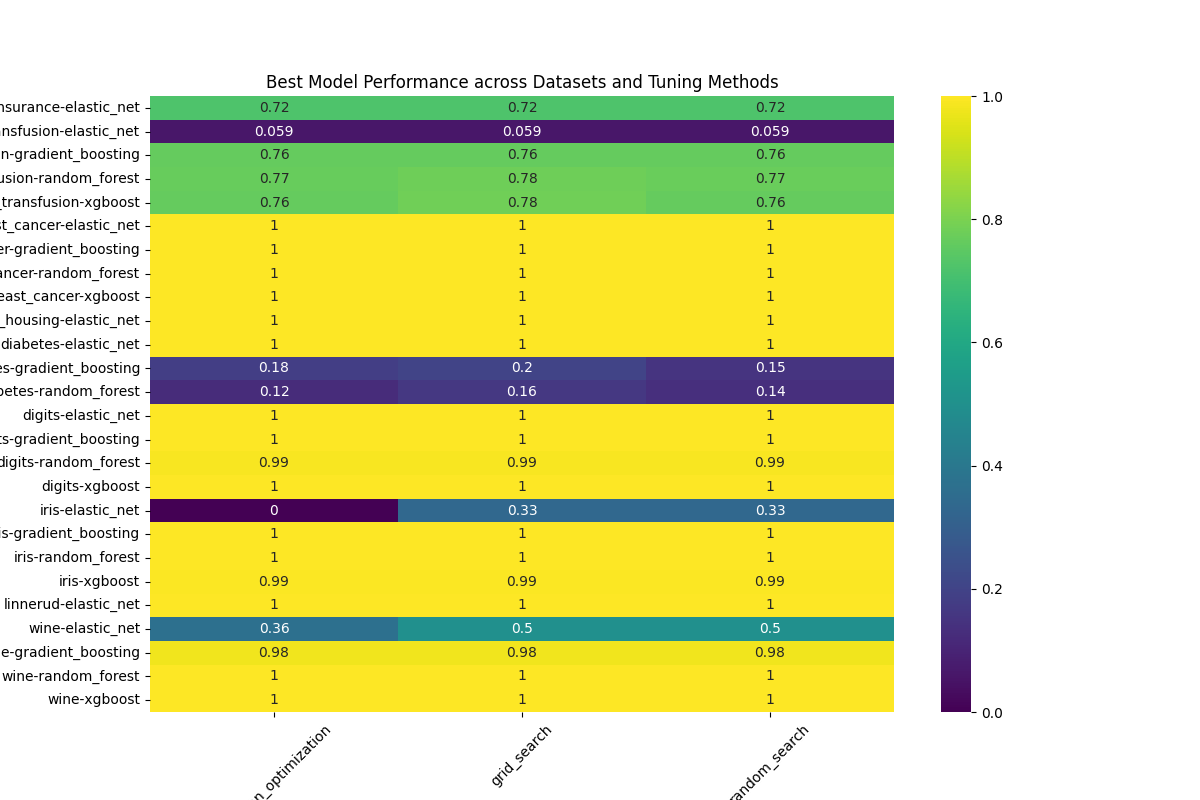 Best Model Performance across Datasets and Tuning Methods
nsurance-elastic_net 0.72 0.72 0.72
nsfusion-elastic_net 0.059 0.059 0.059
n-gradient_boosting 0.76 0.76 0.76
usion-random_forest 0.77 0.78 0.77
_transfusion-xgboost 0.76 0.78 0.76
st_cancer-elastic_net 1 1 1
er-gradient_boosting 1 1 1
ancer-random_forest 1 1 1
east_cancer-xgboost 1 1 1
_housing-elastic_net 1 1 1
diabetes-elastic_net 1 1 1
es-gradient_boosting 0.18 0.2 0.15
betes-random_forest 0.12 0.16 0.14
digits-elastic_net 1 1 1
ts-gradient_boosting 1 1 1
digits-random_forest 0.99 0.99 0.99
digits-xgboost 1 1 1
iris-elastic_net 0 0.33 0.33
is-gradient_boosting 1 1 1
iris-random_forest 1 1 1
iris-xgboost 0.99 0.99 0.99
linnerud-elastic_net 1 1 1
wine-elastic_net 0.36 0.5 0.5
e-gradient_boosting 0.98 0.98 0.98
wine-random_forest 1 1 1
wine-xgboost 1 1 1
n_optimization
grid_search
random_search
1.0
0.8
0.6
0.4
0.2
0.0